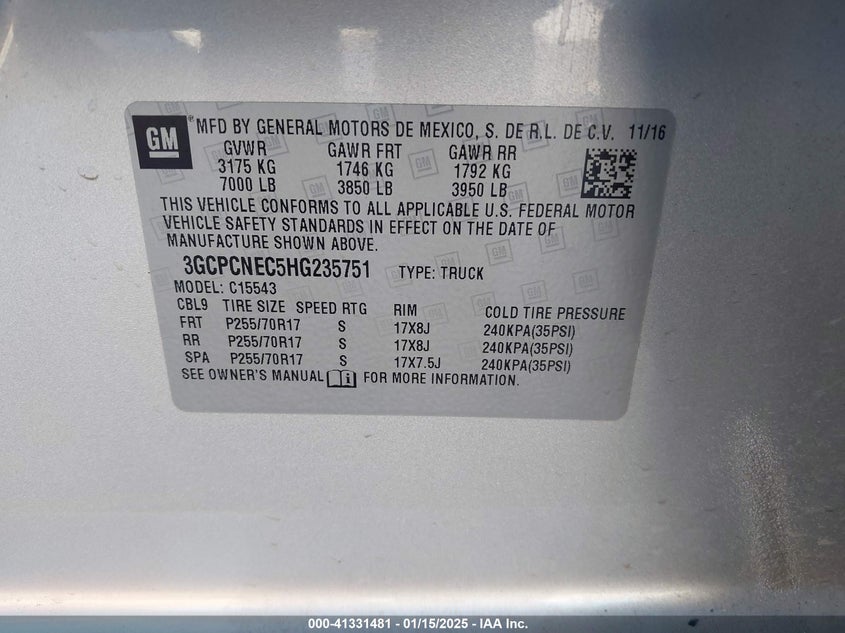 GM ® MFD BY GENERAL MOTORS DE MEXICO, S. DE R.L. DE C.V. 11/16
GVWR GAWR FRT GAWR RR
3175 KG 1746 KG 1792 KG
7000 LB 3850 LB 3950 LB
THIS VEHICLE CONFORMS TO ALL APPLICABLE U.S. FEDERAL MOTOR
VEHICLE SAFETY STANDARDS IN EFFECT ON THE DATE OF
MANUFACTURE SHOWN ABOVE.
3GCPCNEC5HG235751 TYPE: TRUCK
MODEL: C15543
CBL9 TIRE SIZE SPEED RTG RIM COLD TIRE PRESSURE
FRT P255/70R17 S 17X8J 240KPA(35PSI)
RR P255/70R17 S 17X8J 240KPA(35PSI)
SPA P255/70R17 S 17X7.5J 240KPA(35PSI)
SEE OWNER'S MANUAL FOR MORE INFORMATION.
000-41331481 - 01/15/2025 - IAA Inc.